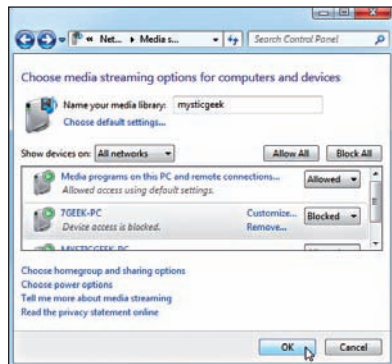 « Net... ▸ Media s...
Search Control Panel
Choose media streaming options for computers and devices
Name your media library: mysticgeek
Choose default settings...
Show devices on: All networks Allow All Block All
Media programs on this PC and remote connections... Allowed
Allowed access using default settings.
7GEEK-PC Customize... Blocked
Device access is blocked. Remove...
MYSTICGEEK-PC
Choose homegroup and sharing options
Choose power options
Tell me more about media streaming
Read the privacy statement online
OK Cancel